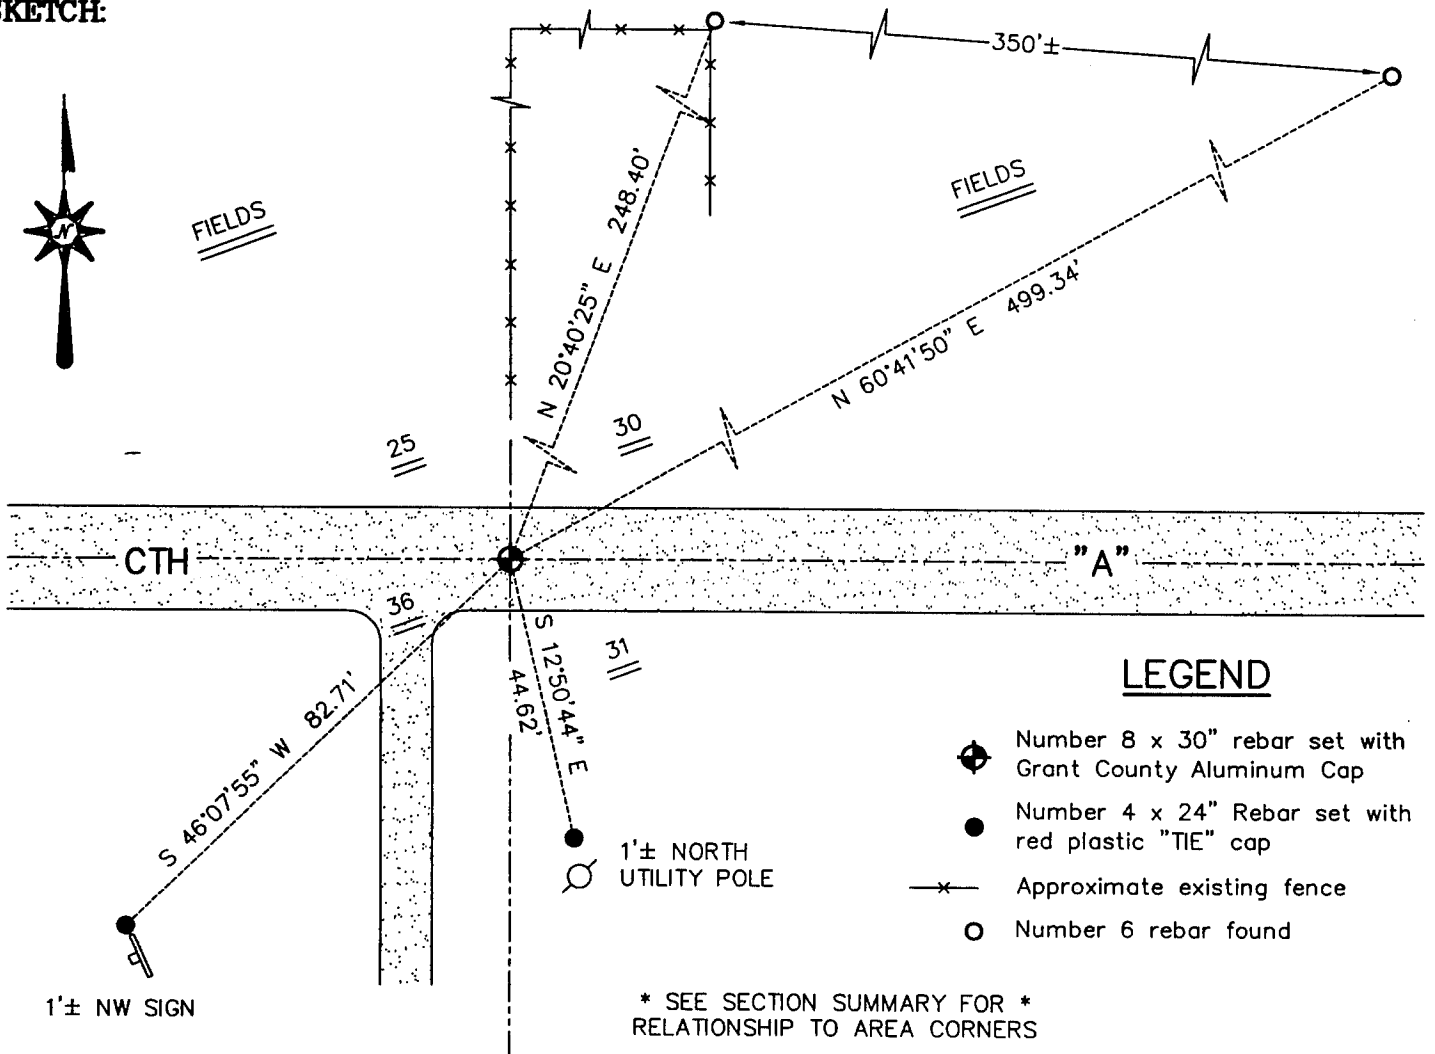 SKETCH:
350'±
N
FIELDS
FIELDS
N 20°40'25" E 248.40'
N 60°41'50" E 499.34'
25
30
CTH
"A"
36
31
S 12°50'44" E
44.62'
S 46°07'55" W 82.71'
LEGEND
Number 8 x 30" rebar set with
Grant County Aluminum Cap
Number 4 x 24" Rebar set with
red plastic "TIE" cap
Approximate existing fence
Number 6 rebar found
1'± NORTH
UTILITY POLE
1'± NW SIGN
* SEE SECTION SUMMARY FOR *
RELATIONSHIP TO AREA CORNERS